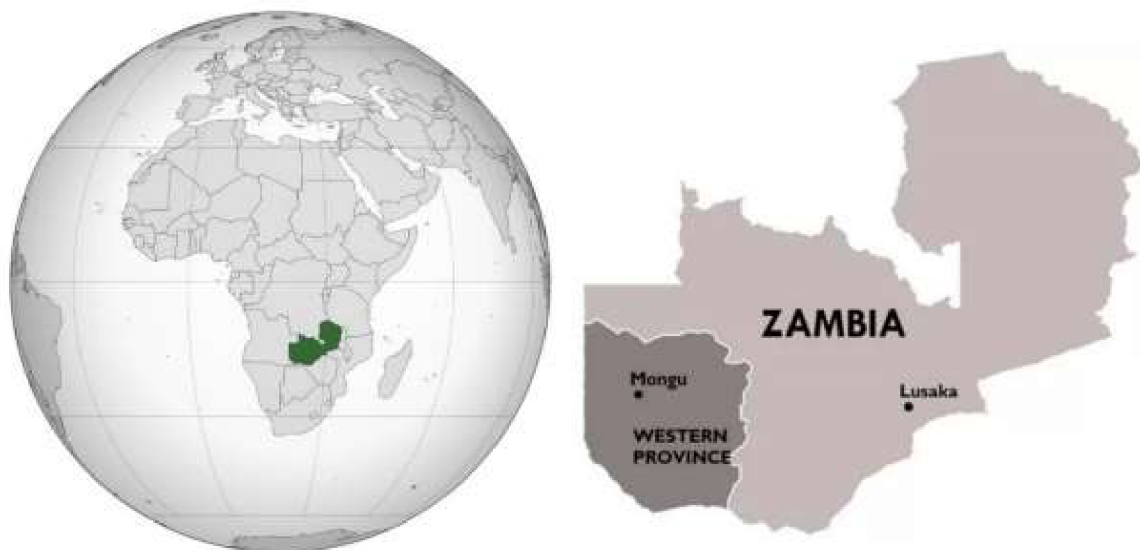 ZAMBIA
Mongu
Lusaka
WESTERN
PROVINCE